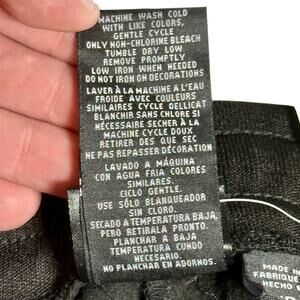 MACHINE WASH COLD
WITH LIKE COLORS,
GENTLE CYCLE
ONLY NON-CHLORINE BLEACH
TUMBLE DRY LOW
REMOVE PROMPTLY
LOW IRON WHEN NEEDED
DO NOT IRON ON DECORATIONS
LAVER À LA MACHINE A L'EAU
FROIDE AVEC COULEURS
SIMILAIRES CYCLE DÉLLICAT
BLANCHIR SANS CHLORE SI
NÉCESSAIRE SÉCHER À LA
MACHINE CYCLE DOUX
RETIRER DES QUE SEC
NE PAS REPASSER DÉCORATION
LAVADO A MÁQUINA
CON AGUA FRIA COLORES
SIMILARES.
CICLO GENTLE.
USE SÓLO BLANQUEADOR
SIN CLORO.
SECADO A TEMPERATURA BAJA,
PERO RETIRALA PRONTO.
PLANCHAR A BAJA
TEMPERATURA CUNDO
NECESARIO.
NO PLANCHAR EN ADORNOS.
MADE IN
HECHO